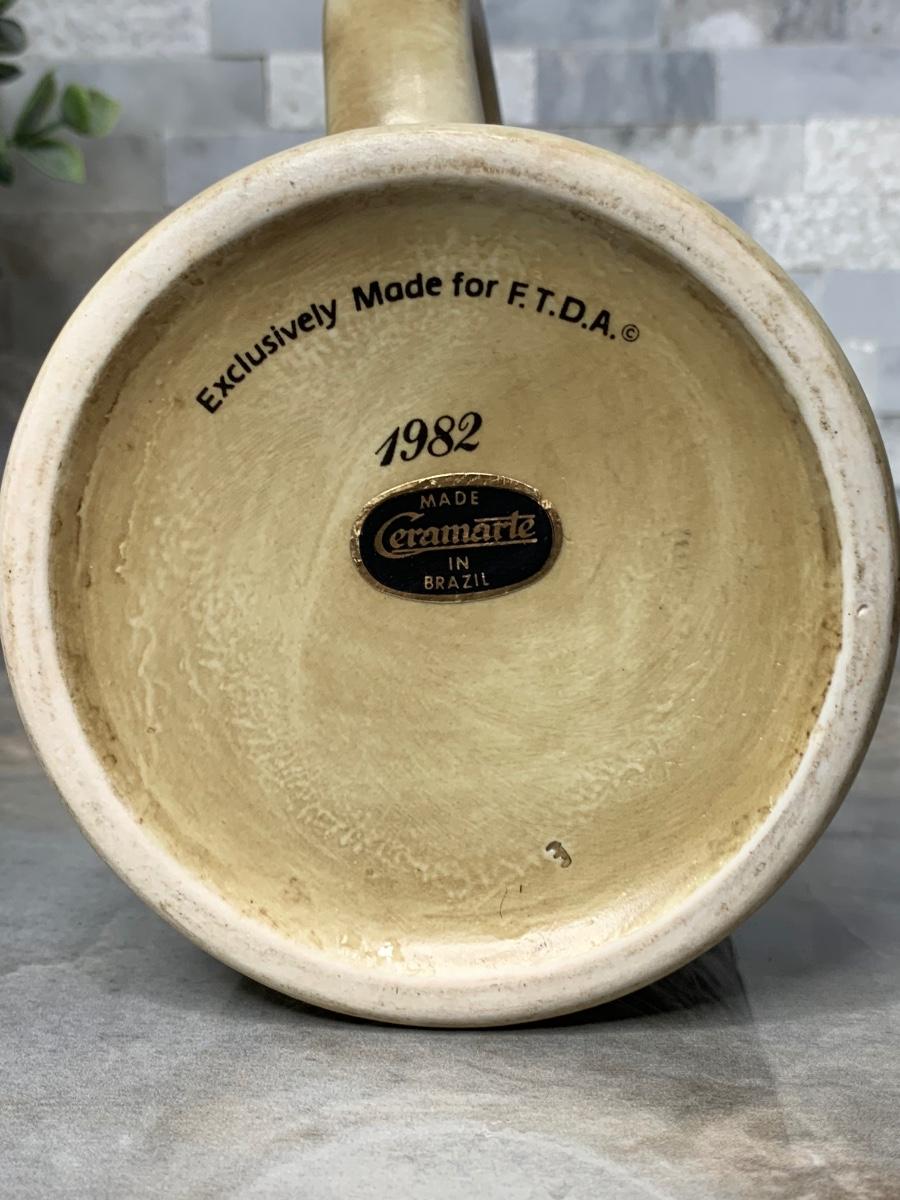 Exclusively Made for F.T.D.A.©
1982
MADE
Ceramarte
IN
BRAZIL
E